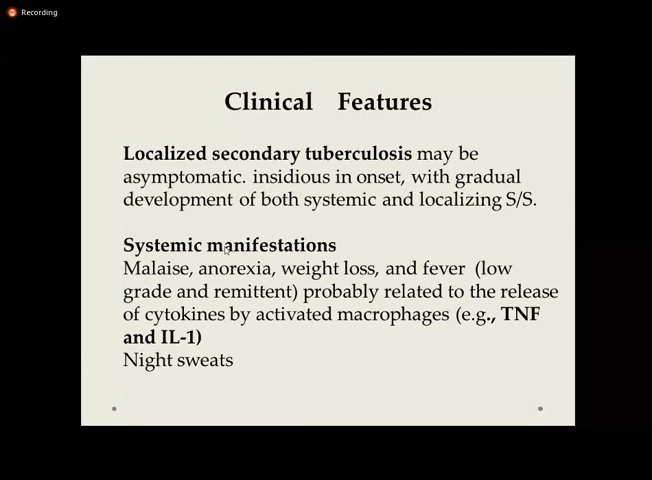 Recording
Clinical Features
Localized secondary tuberculosis may be
asymptomatic. insidious in onset, with gradual
development of both systemic and localizing S/S.
Systemic manifestations
Malaise, anorexia, weight loss, and fever (low
grade and remittent) probably related to the release
of cytokines by activated macrophages (e.g., TNF
and IL-1)
Night sweats